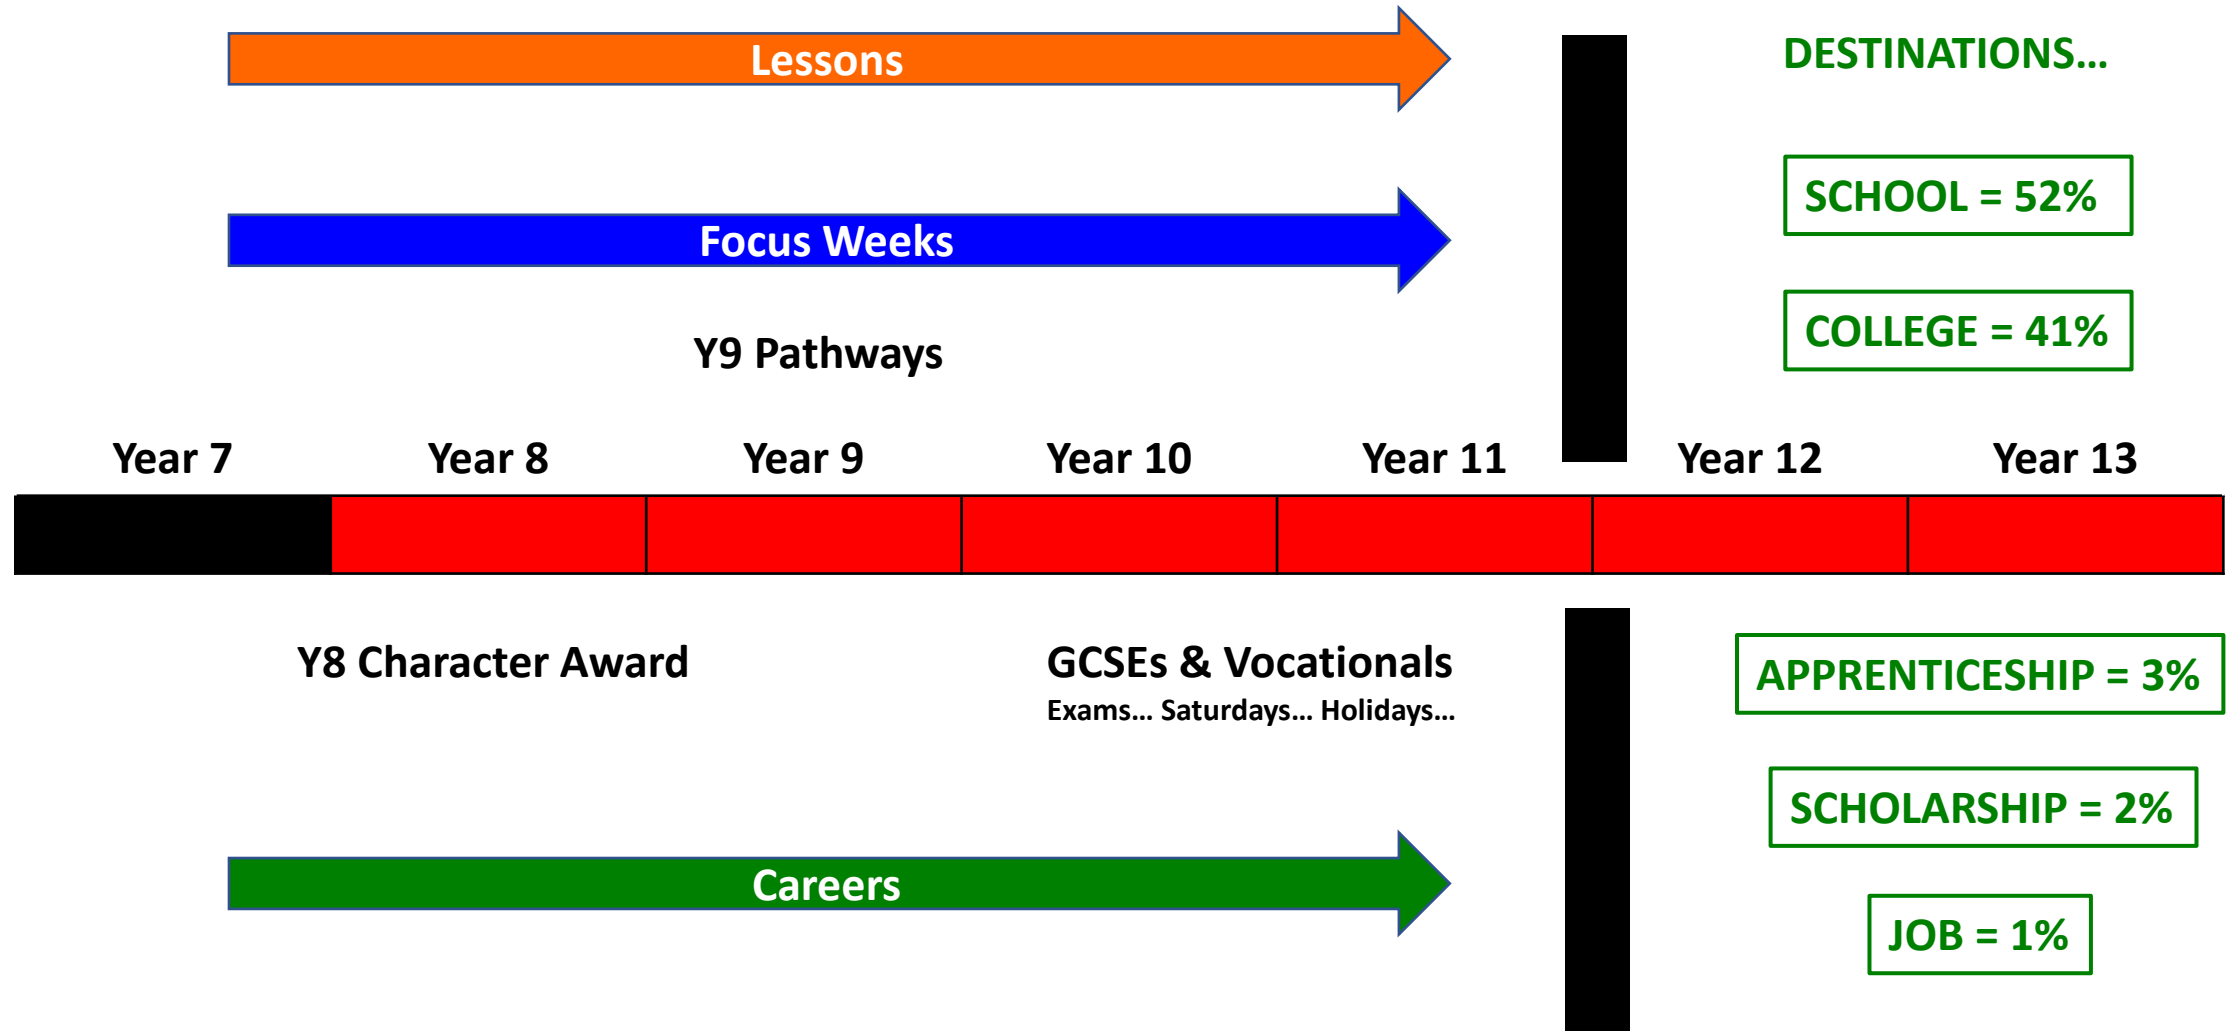 Lessons
DESTINATIONS...
SCHOOL = 52%
Focus Weeks
COLLEGE = 41%
Y9 Pathways
Year 7 Year 8 Year 9 Year 10 Year 11 Year 12 Year 13
Y8 Character Award
GCSEs & Vocationals
Exams... Saturdays... Holidays...
APPRENTICESHIP = 3%
SCHOLARSHIP = 2%
Careers
JOB = 1%